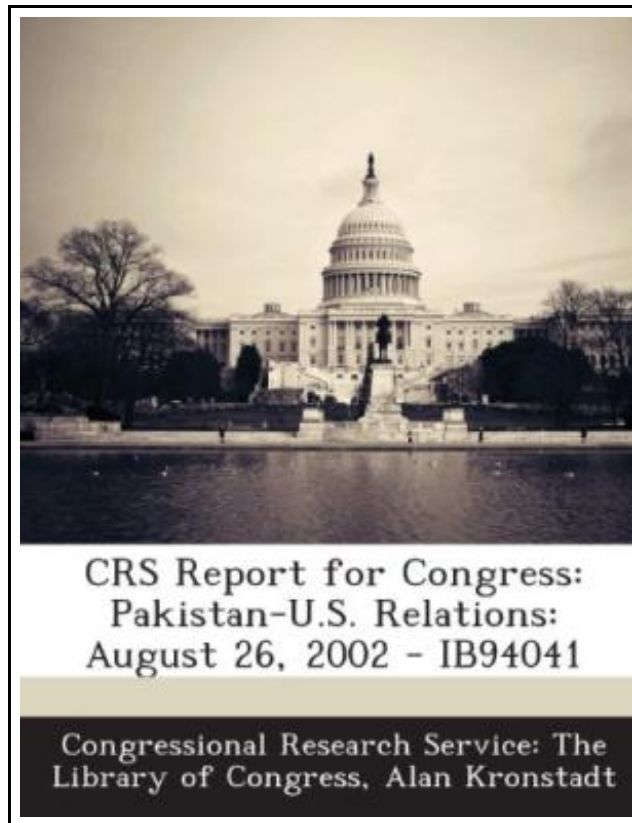 CRS Report for Congress:
Pakistan-U.S. Relations:
August 26, 2002 - IB94041
Congressional Research Service: The
Library of Congress, Alan Kronstadt